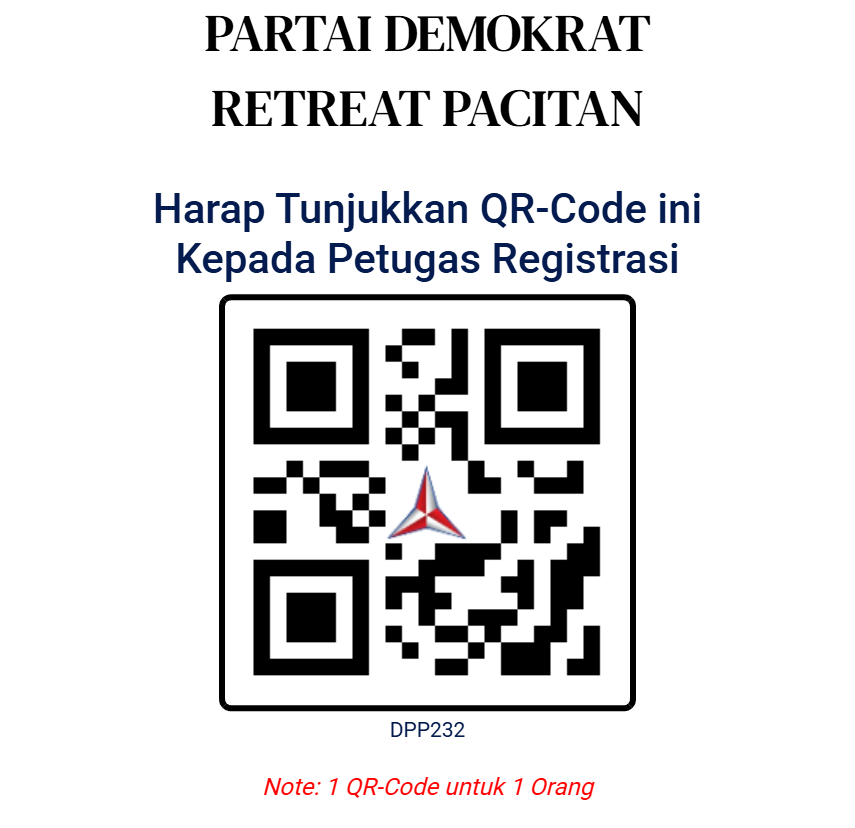 PARTAI DEMOKRAT
RETREAT PACITAN
Harap Tunjukkan QR-Code ini
Kepada Petugas Registrasi
DPP232
Note: 1 QR-Code untuk 1 Orang